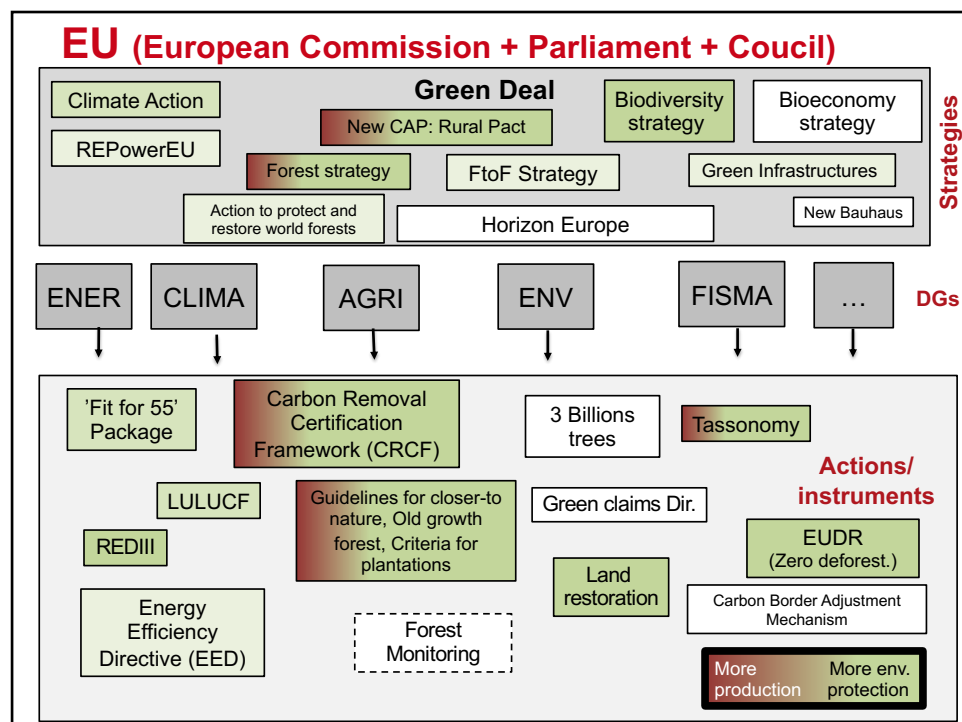 EU (European Commission + Parliament + Coucil)
Green Deal
Climate Action
REPowerEU
New CAP: Rural Pact
Biodiversity
strategy
Bioeconomy
strategy
Forest strategy
FtoF Strategy
Green Infrastructures
Action to protect and
restore world forests
Horizon Europe
New Bauhaus
Strategies
ENER
CLIMA
AGRI
ENV
FISMA
…
DGs
'Fit for 55'
Package
Carbon Removal
Certification
Framework (CRCF)
3 Billions
trees
Tassonomy
Actions/
instruments
LULUCF
REDIII
Guidelines for closer-to
nature, Old growth
forest, Criteria for
plantations
Green claims Dir.
EUDR
(Zero deforest.)
Land
restoration
Carbon Border Adjustment
Mechanism
Energy
Efficiency
Directive (EED)
Forest
Monitoring
More
production
More env.
protection